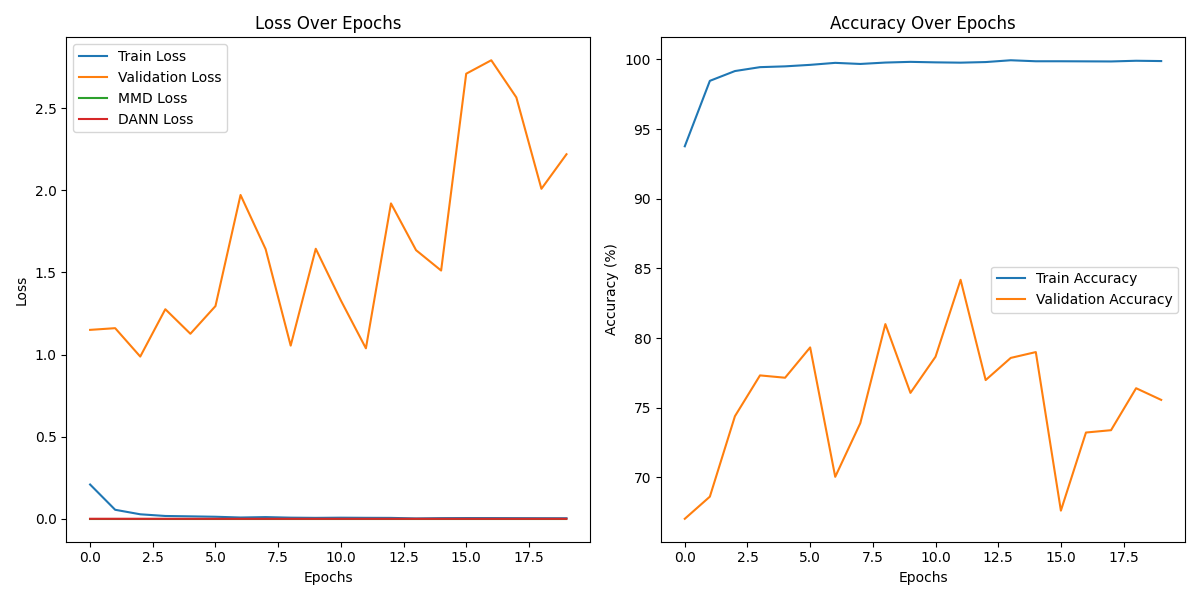 Loss Over Epochs
Train Loss
Validation Loss
MMD Loss
DANN Loss
Loss
2.5
2.0
1.5
1.0
0.5
0.0
0.0 2.5 5.0 7.5 10.0 12.5 15.0 17.5
Epochs
Accuracy Over Epochs
Train Accuracy
Validation Accuracy
Accuracy (%)
100
95
90
85
80
75
70
0.0 2.5 5.0 7.5 10.0 12.5 15.0 17.5
Epochs